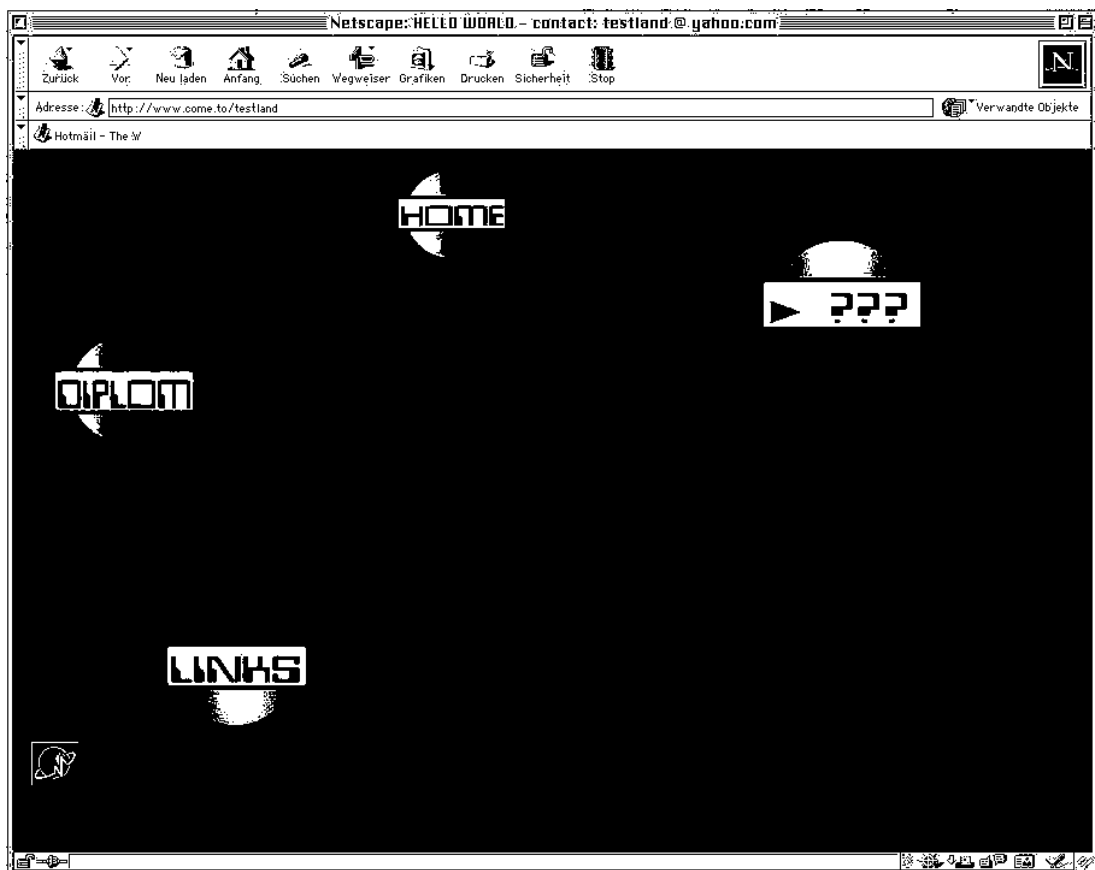 Netscape: HELLO WORLD - contact: testland @ yahoo.com
Zurück Vor Neu laden Anfang Suchen Wegweiser Grafiken Drucken Sicherheit Stop
N
Adresse: http://www.come.to/testland Verwandte Objekte
Hotmail - The W
HOME
???
DIPLOM
LINKS
N